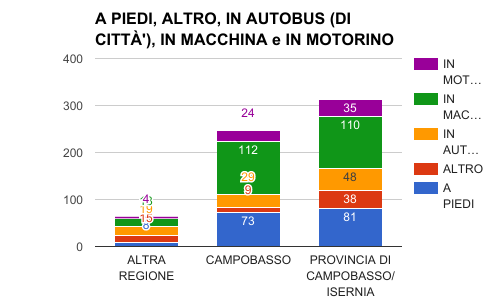 A PIEDI, ALTRO, IN AUTOBUS (DI
CITTÀ'), IN MACCHINA e IN MOTORINO
400
300
200
100
0
4
15
8
24
112
29
9
73
35
110
48
38
81
ALTRA
REGIONE
CAMPOBASSO
PROVINCIA DI
CAMPOBASSO/
ISERNIA
IN
MOT…
IN
MAC…
IN
AUT…
ALTRO
A
PIEDI